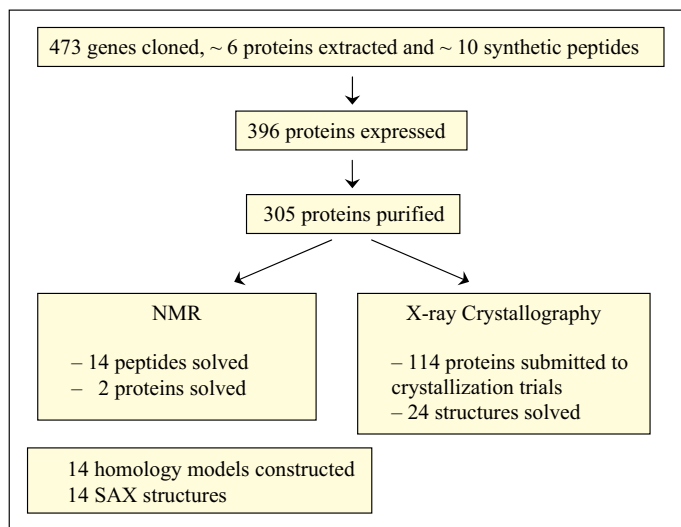 473 genes cloned, ~ 6 proteins extracted and ~ 10 synthetic peptides
396 proteins expressed
305 proteins purified
NMR
– 14 peptides solved
– 2 proteins solved
X-ray Crystallography
– 114 proteins submitted to
crystallization trials
– 24 structures solved
14 homology models constructed
14 SAX structures